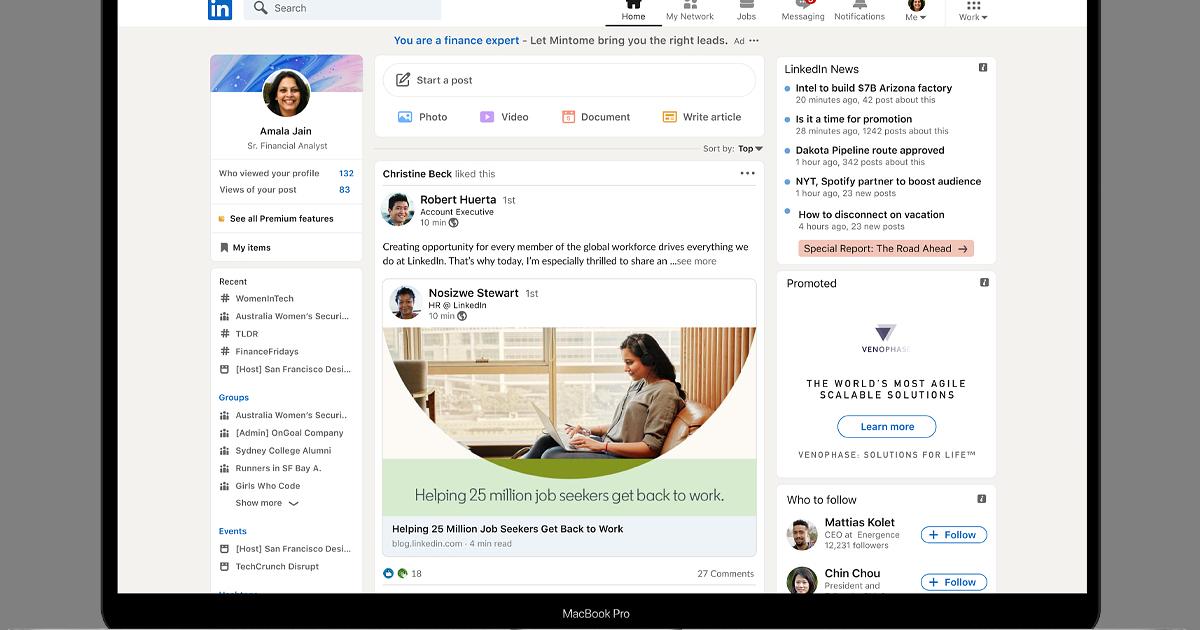 in
Search
Home
My Network
Jobs
Messaging
Notifications
Me
Work
You are a finance expert - Let Mintome bring you the right leads. Ad ···
Amala Jain
Sr. Financial Analyst
Who viewed your profile 132
Views of your post 83
See all Premium features
My items
Recent
# WomenInTech
Australia Women's Securi...
# TLDR
# FinanceFridays
[Host] San Francisco Desi...
Groups
Australia Women's Securi..
[Admin] OnGoal Company
Sydney College Alumni
Runners in SF Bay A.
Girls Who Code
Show more
Events
[Host] San Francisco Desi...
TechCrunch Disrupt
Start a post
Photo
Video
Document
Write article
Sort by: Top
Christine Beck liked this
Robert Huerta 1st
Account Executive
10 min
Creating opportunity for every member of the global workforce drives everything we
do at LinkedIn. That's why today, I'm especially thrilled to share an ...see more
Nosizwe Stewart 1st
HR @ LinkedIn
10 min
Helping 25 million job seekers get back to work.
Helping 25 Million Job Seekers Get Back to Work
blog.linkedin.com · 4 min read
18
27 Comments
LinkedIn News
Intel to build $7B Arizona factory
20 minutes ago, 42 post about this
Is it a time for promotion
28 minutes ago, 1242 posts about this
Dakota Pipeline route approved
1 hour ago, 342 posts about this
NYT, Spotify partner to boost audience
1 hour ago, 23 new posts
How to disconnect on vacation
4 hours ago, 23 new posts
Special Report: The Road Ahead →
Promoted
VENOPHASE
THE WORLD'S MOST AGILE
SCALABLE SOLUTIONS
Learn more
VENOPHASE: SOLUTIONS FOR LIFE™
Who to follow
Mattias Kolet
CEO at Energence
12,231 followers
+ Follow
Chin Chou
President and
+ Follow
MacBook Pro